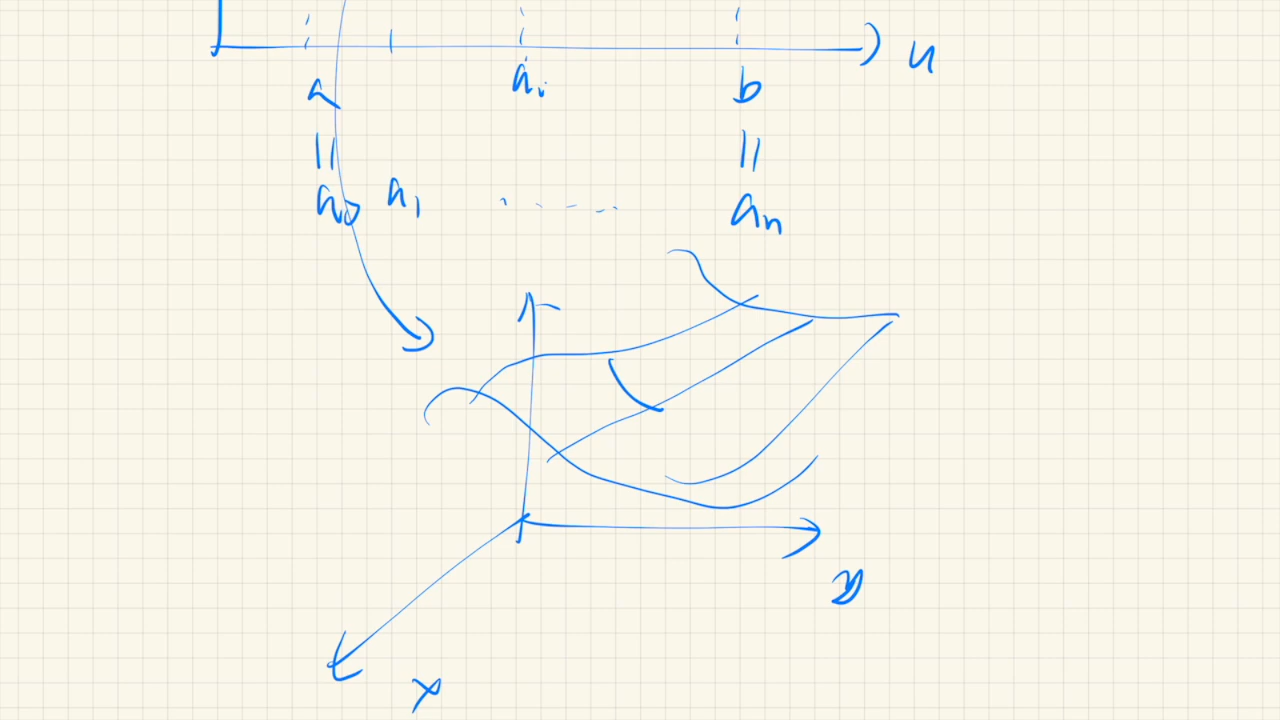 u
a aᵢ b
|| ||
a₀ a₁ ..... aₙ
y
x